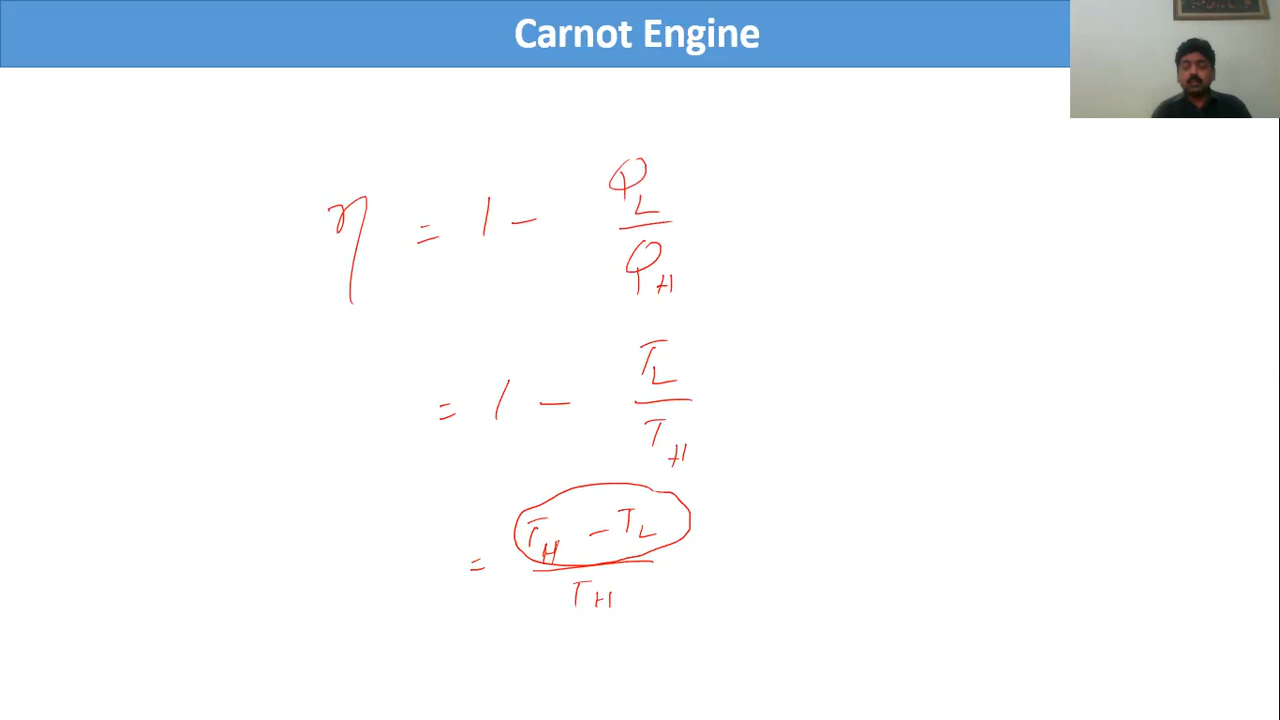 Carnot Engine
η = 1 - Q_L / Q_H
= 1 - T_L / T_H
= T_H - T_L / T_H